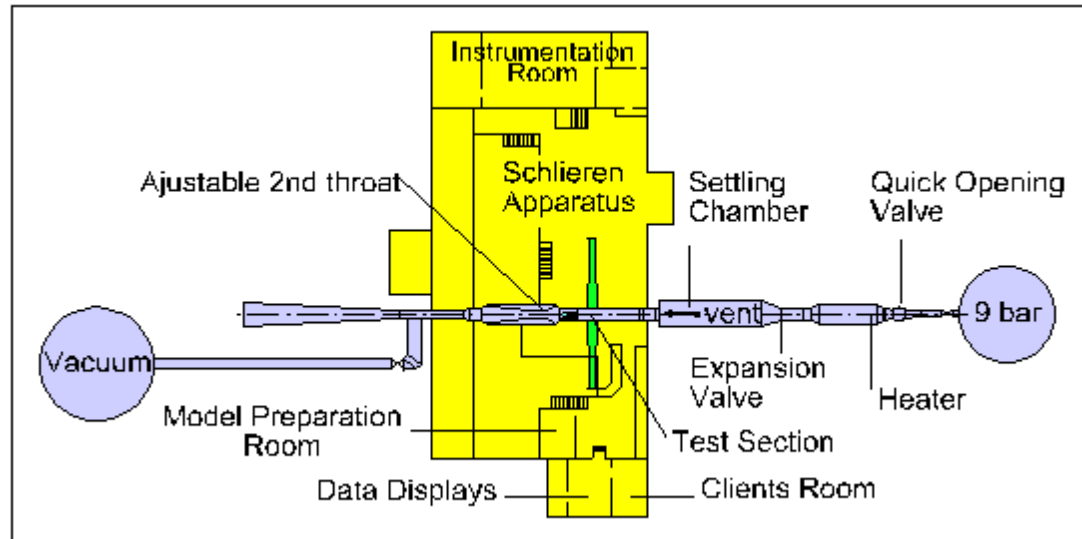 Instrumentation
Room
Ajustable 2nd throat
Schlieren
Apparatus
Settling
Chamber
Quick Opening
Valve
Vacuum
vent
9 bar
Expansion
Valve
Heater
Model Preparation
Room
Test Section
Data Displays
Clients Room